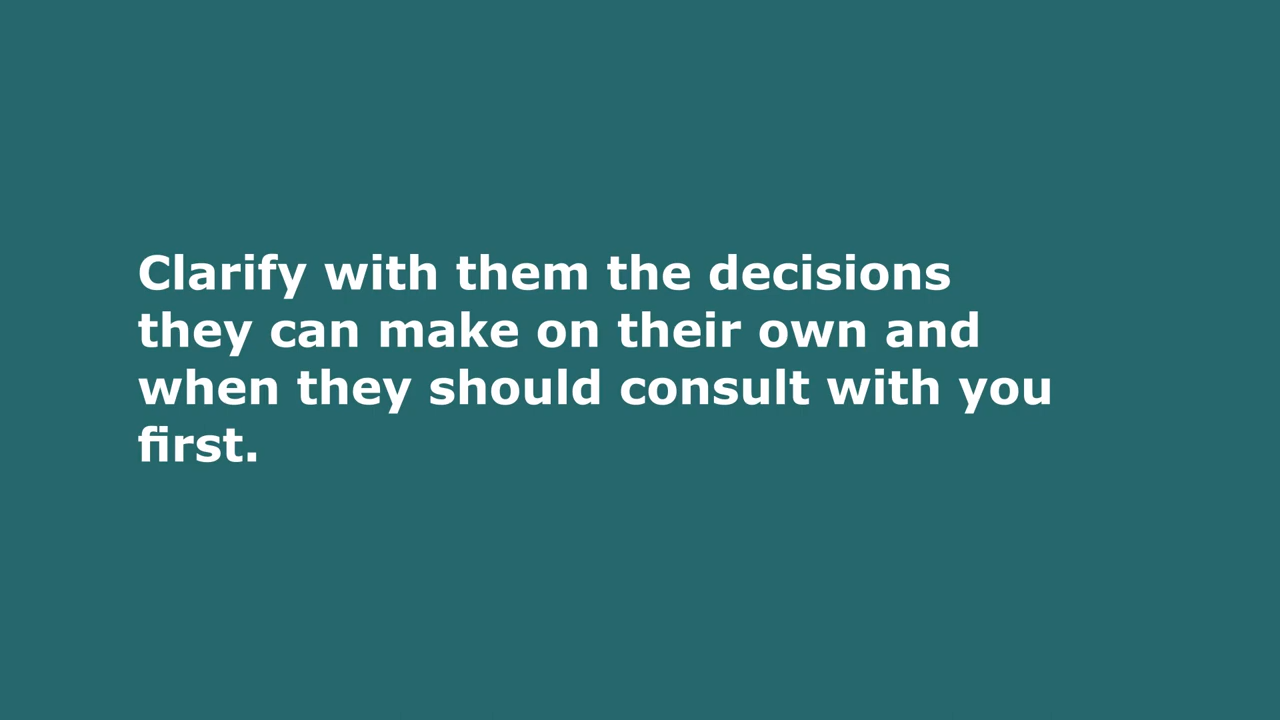 Clarify with them the decisions
they can make on their own and
when they should consult with you
first.